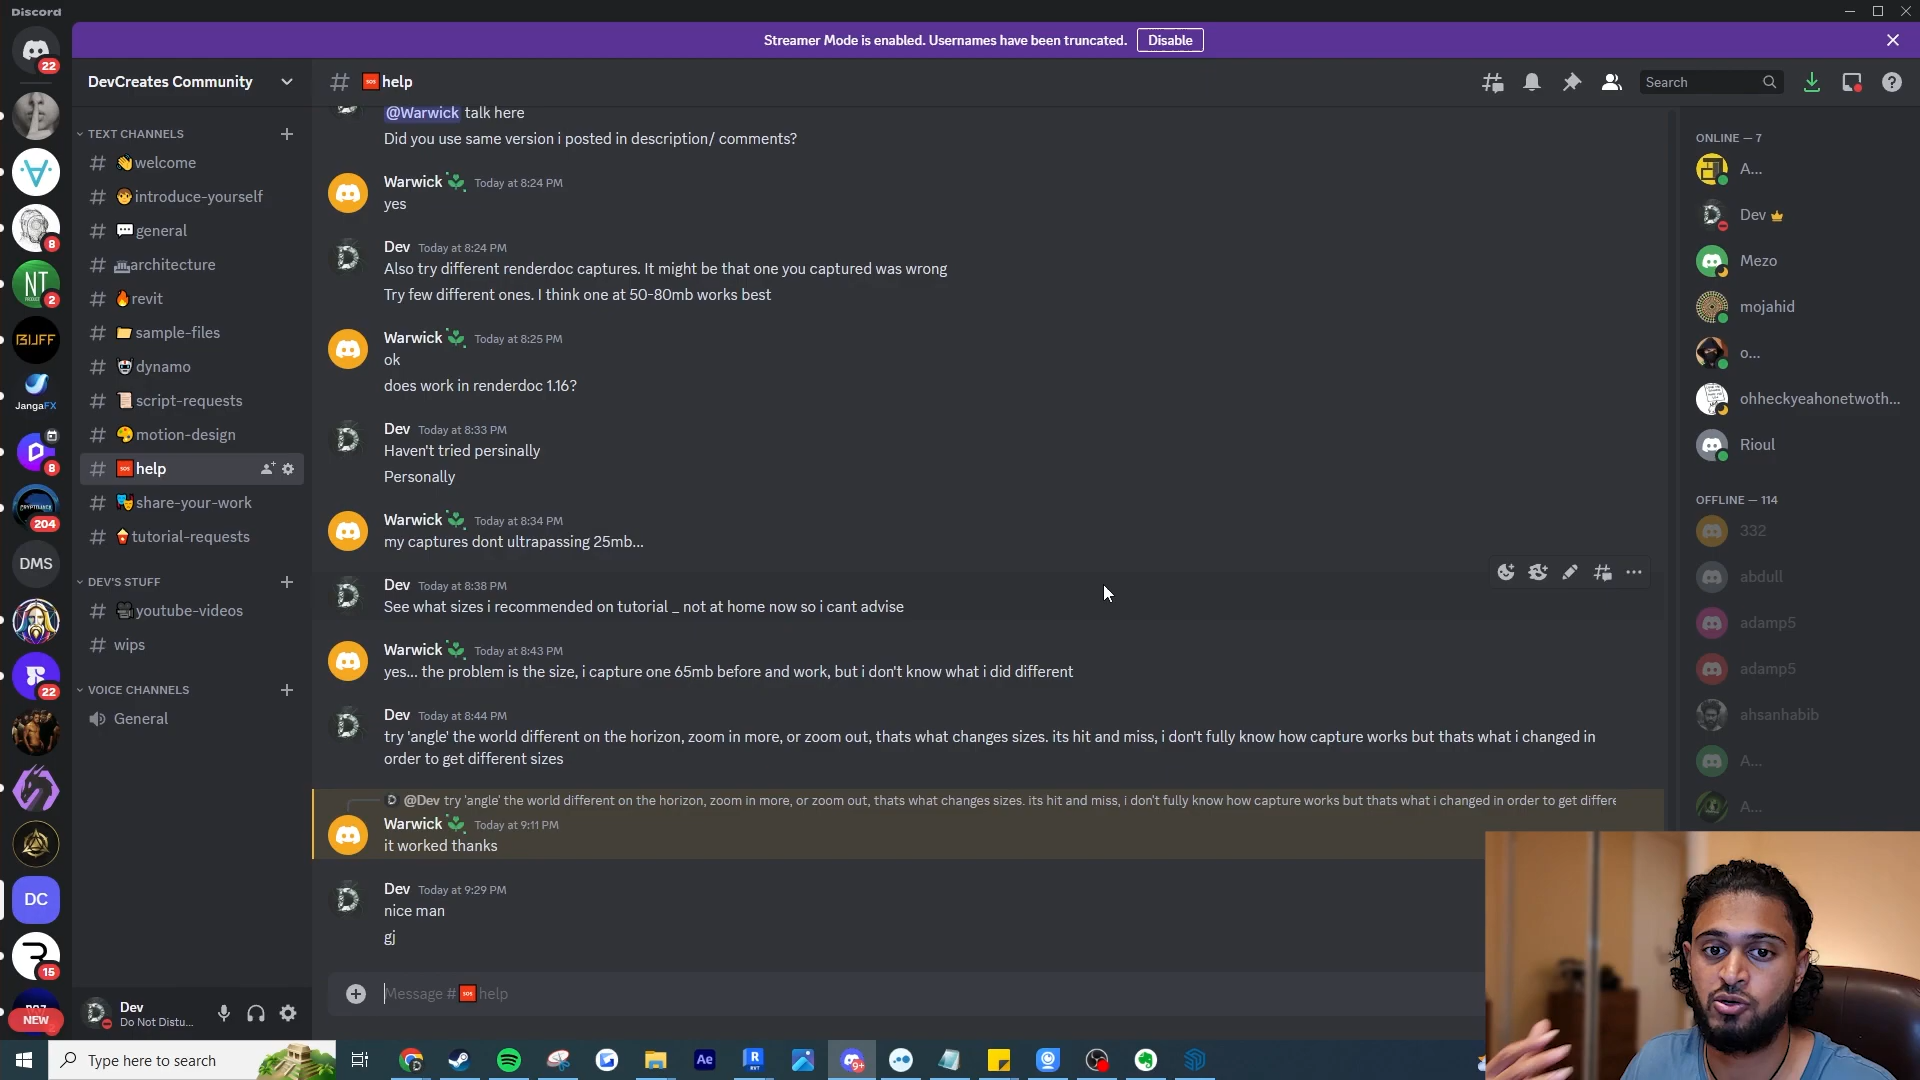 Discord
Streamer Mode is enabled. Usernames have been truncated. Disable
22
DevCreates Community
# help
Search
TEXT CHANNELS
# welcome
# introduce-yourself
# general
# architecture
# revit
# sample-files
# dynamo
# script-requests
# motion-design
# help
# share-your-work
# tutorial-requests
DEV'S STUFF
# youtube-videos
# wips
VOICE CHANNELS
General
8
NT
2
BUFF
JangaFX
8
204
DMS
22
DC
15
NEW
@Warwick talk here
Did you use same version i posted in description/ comments?
Warwick Today at 8:24 PM
yes
Dev Today at 8:24 PM
Also try different renderdoc captures. It might be that one you captured was wrong
Try few different ones. I think one at 50-80mb works best
Warwick Today at 8:25 PM
ok
does work in renderdoc 1.16?
Dev Today at 8:33 PM
Haven't tried persinally
Personally
Warwick Today at 8:34 PM
my captures dont ultrapassing 25mb...
Dev Today at 8:38 PM
See what sizes i recommended on tutorial _ not at home now so i cant advise
Warwick Today at 8:43 PM
yes... the problem is the size, i capture one 65mb before and work, but i don't know what i did different
Dev Today at 8:44 PM
try 'angle' the world different on the horizon, zoom in more, or zoom out, thats what changes sizes. its hit and miss, i don't fully know how capture works but thats what i changed in
order to get different sizes
@Dev try 'angle' the world different on the horizon, zoom in more, or zoom out, thats what changes sizes. its hit and miss, i don't fully know how capture works but thats what i changed in order to get differe
Warwick Today at 9:11 PM
it worked thanks
Dev Today at 9:29 PM
nice man
gj
Message # help
ONLINE — 7
A...
Dev
Mezo
mojahid
o...
ohheckyeahonetwoth...
Rioul
OFFLINE — 114
332
abdull
adamp5
adamp5
ahsanhabib
A...
A...
Dev
Do Not Distu...
Type here to search
Ae
R
RVT
9+